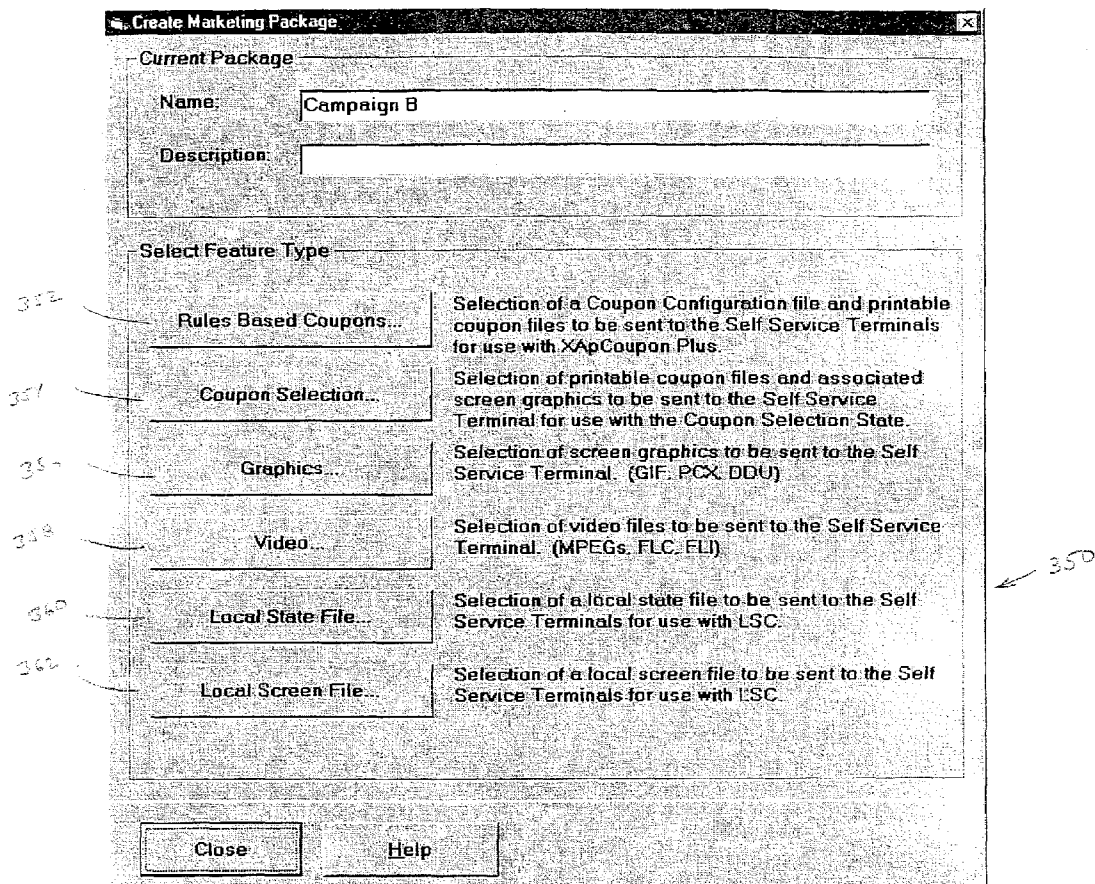 Create Marketing Package
Current Package
Name:
Campaign B
Description:
Select Feature Type
352
Rules Based Coupons...
Selection of a Coupon Configuration file and printable
coupon files to be sent to the Self Service Terminals
for use with XApCoupon Plus.
Coupon Selection...
Selection of printable coupon files and associated
screen graphics to be sent to the Self Service
Terminal for use with the Coupon Selection State.
Graphics...
Selection of screen graphics to be sent to the Self
Service Terminal. (GIF, PCX, DDU)
Video...
Selection of video files to be sent to the Self Service
Terminal. (MPEGs, FLC, FLI)
350
360
Local State File...
Selection of a local state file to be sent to the Self
Service Terminals for use with LSC.
362
Local Screen File...
Selection of a local screen file to be sent to the Self
Service Terminals for use with LSC.
Close
Help